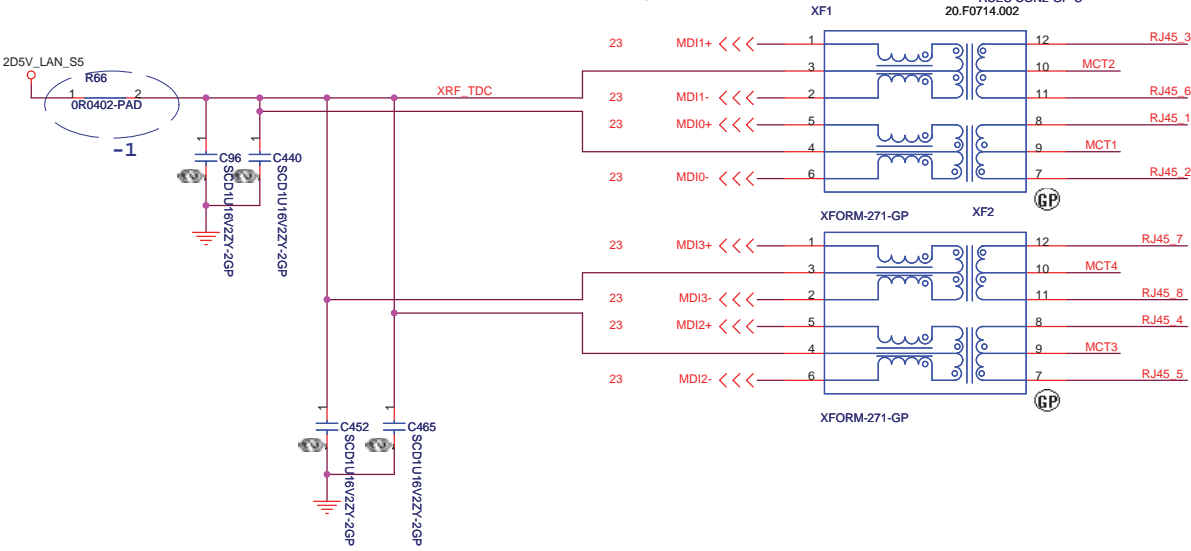 XF1
20.F0714.002
2D5V_LAN_S5
R66
1
2
0R0402-PAD
-1
XRF_TDC
1
C96
SCD1U16V2ZY-2GP
1
C440
SCD1U16V2ZY-2GP
23 MDI1+ 1 12 RJ45_3
3 10 MCT2
23 MDI1- 2 11 RJ45_6
23 MDI0+ 5 8 RJ45_1
4 9 MCT1
23 MDI0- 6 7 RJ45_2
GP
XFORM-271-GP
XF2
23 MDI3+ 1 12 RJ45_7
3 10 MCT4
23 MDI3- 2 11 RJ45_8
23 MDI2+ 5 8 RJ45_4
4 9 MCT3
23 MDI2- 6 7 RJ45_5
GP
XFORM-271-GP
1
C452
SCD1U16V2ZY-2GP
1
C465
SCD1U16V2ZY-2GP